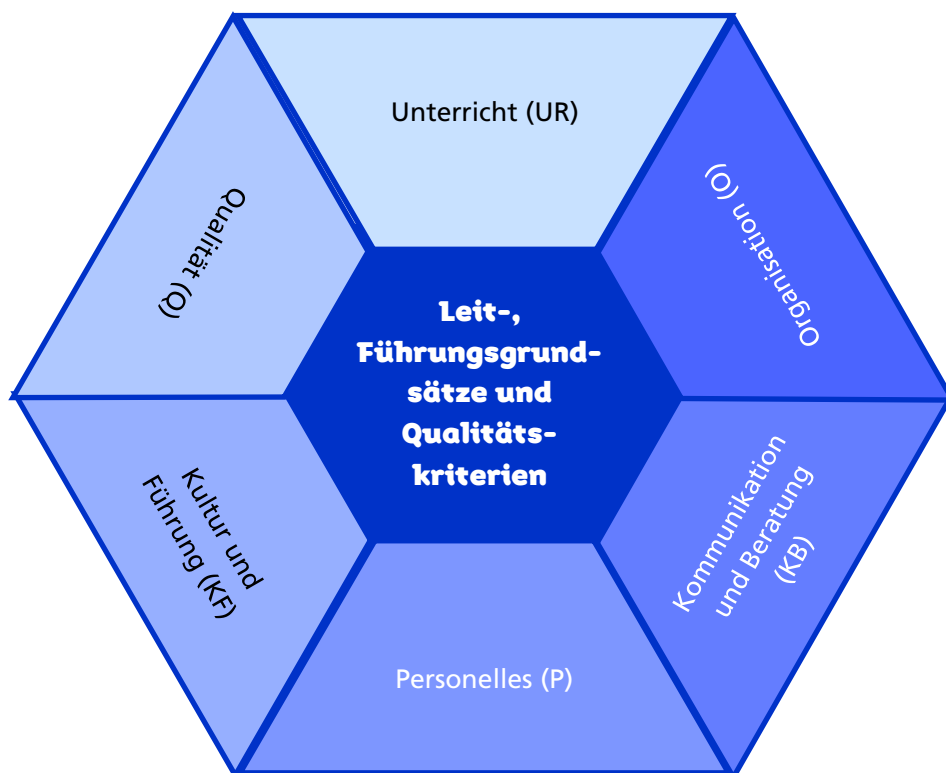 Unterricht (UR)
Organisation (O)
Kommunikation
und Beratung
(KB)
Personelles (P)
Kultur und
Führung (KF)
Qualität (Q)
Leit-,
Führungsgrund-
sätze und
Qualitäts-
kriterien